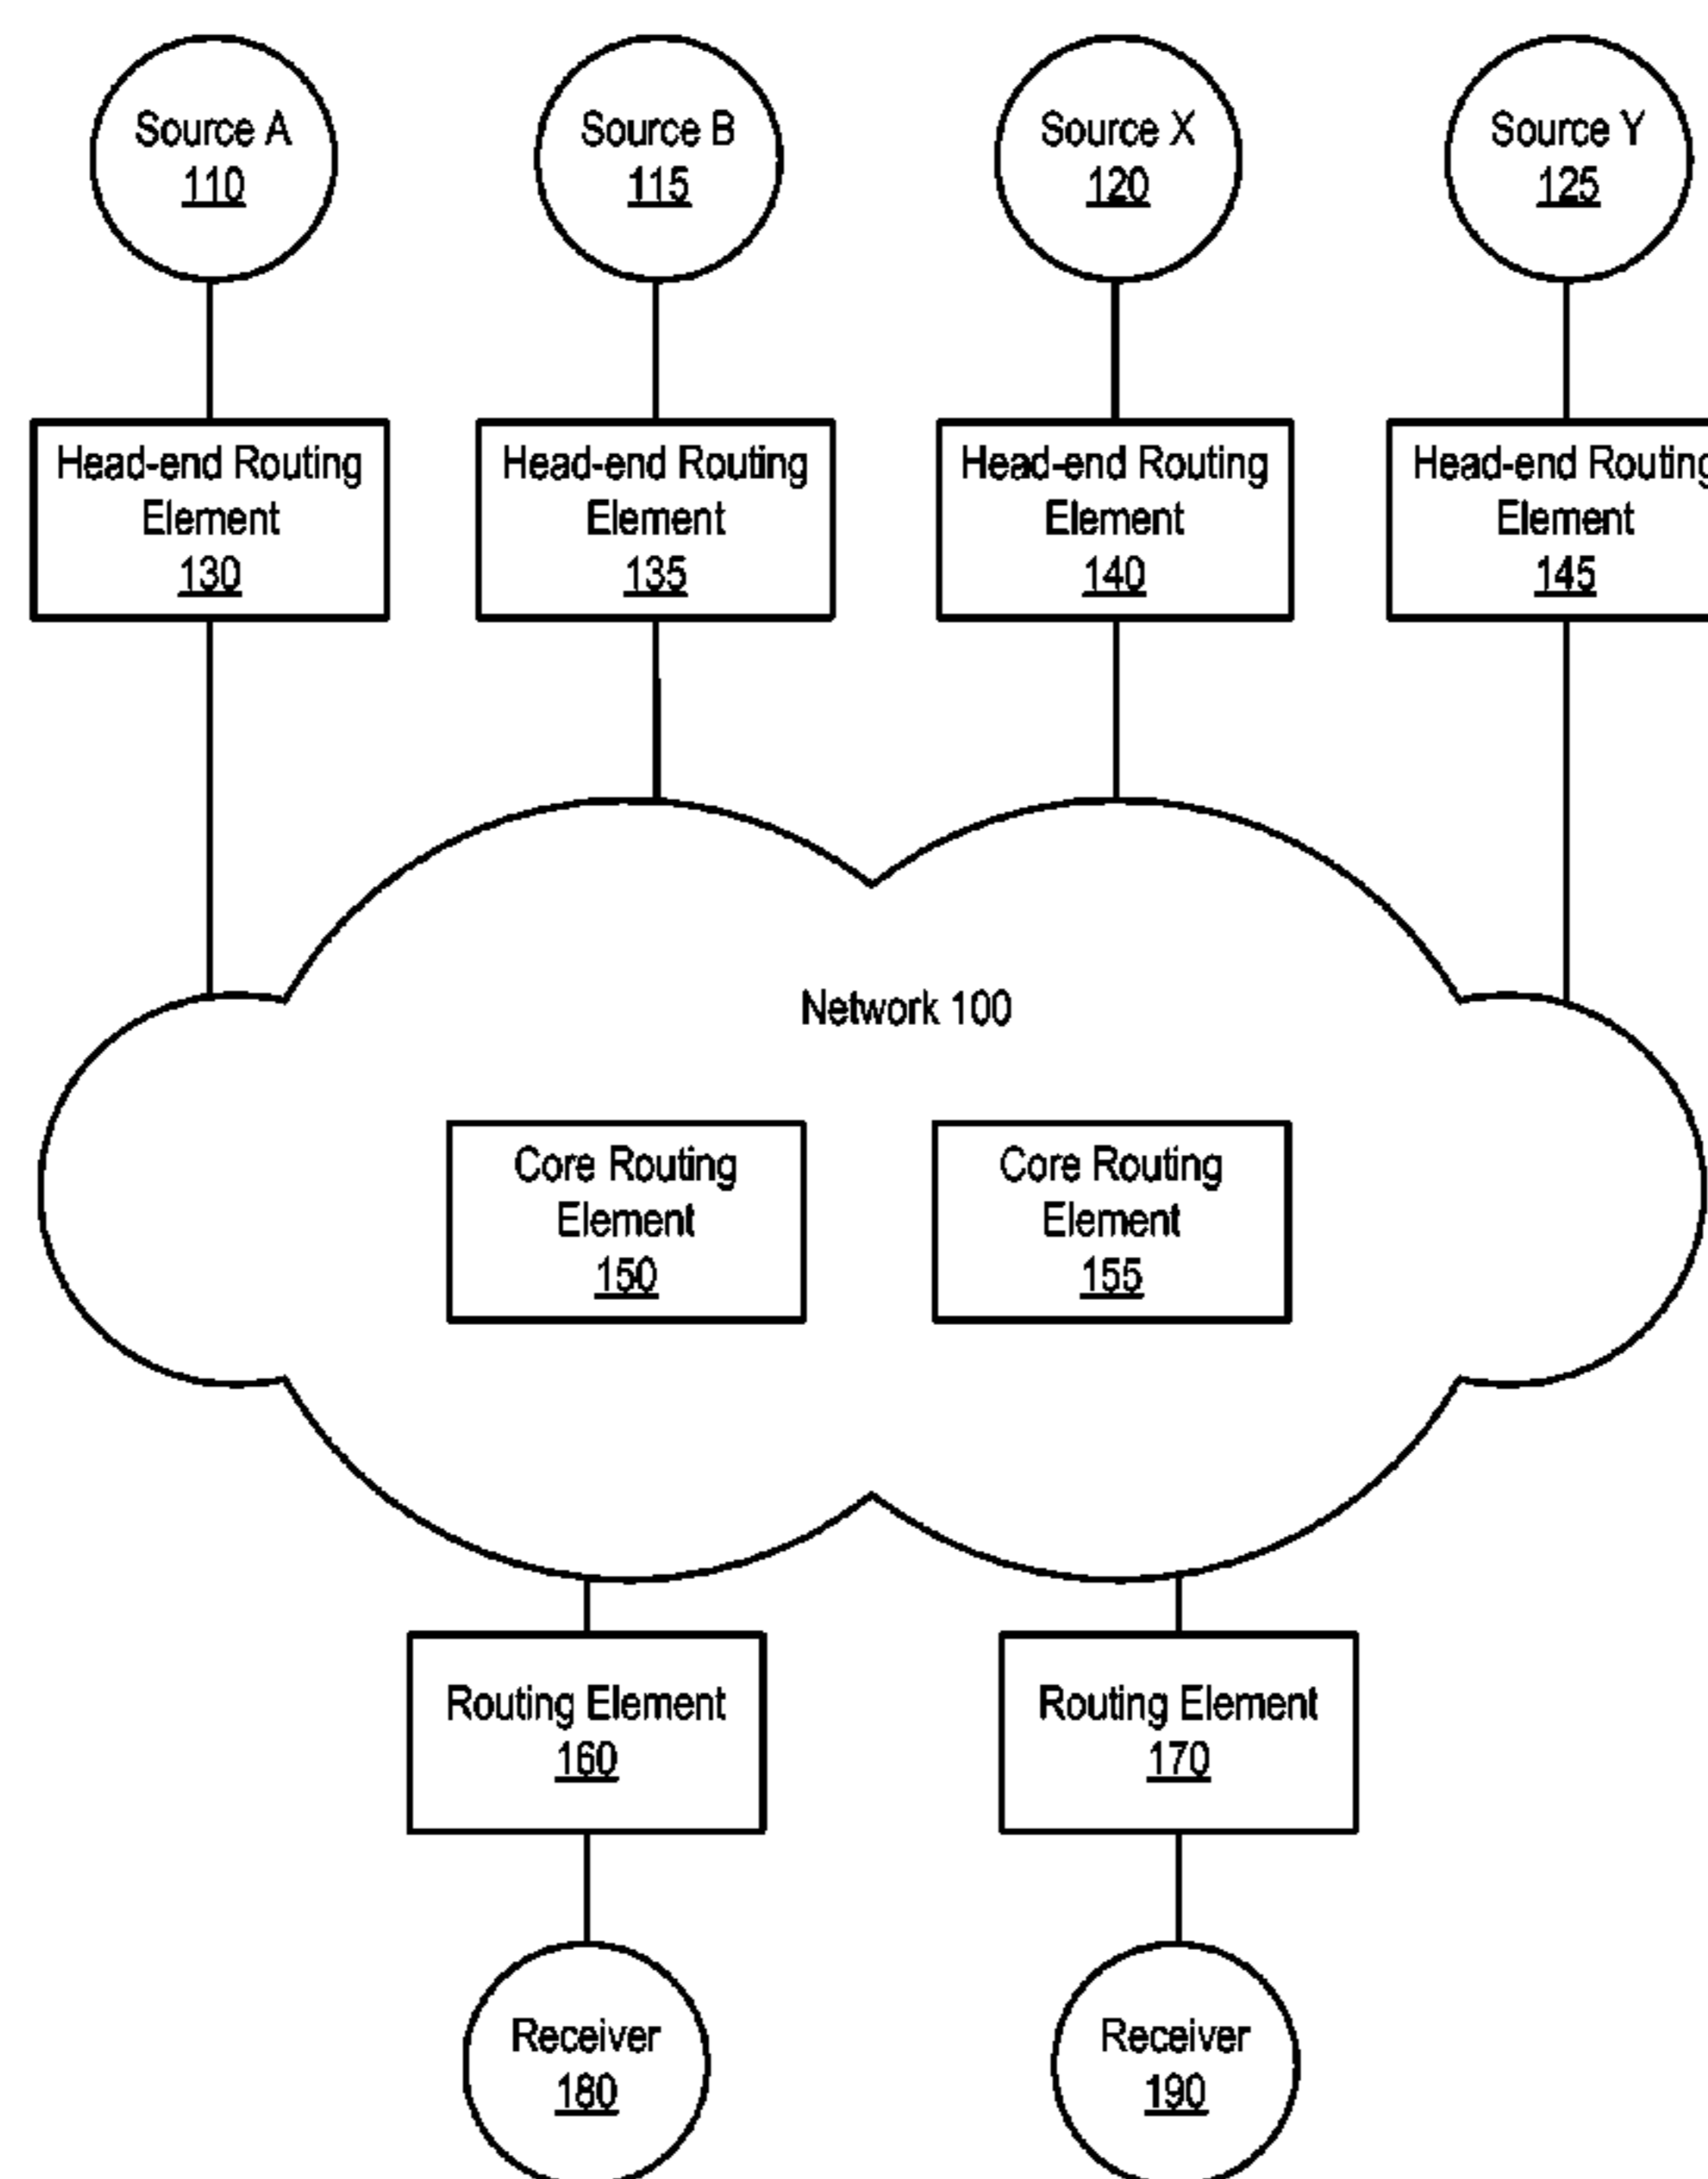 Source A
110
Source B
115
Source X
120
Source Y
125
Head-end Routing
Element
130
Head-end Routing
Element
135
Head-end Routing
Element
140
Head-end Routing
Element
145
Network 100
Core Routing
Element
150
Core Routing
Element
155
Routing Element
160
Routing Element
170
Receiver
180
Receiver
190